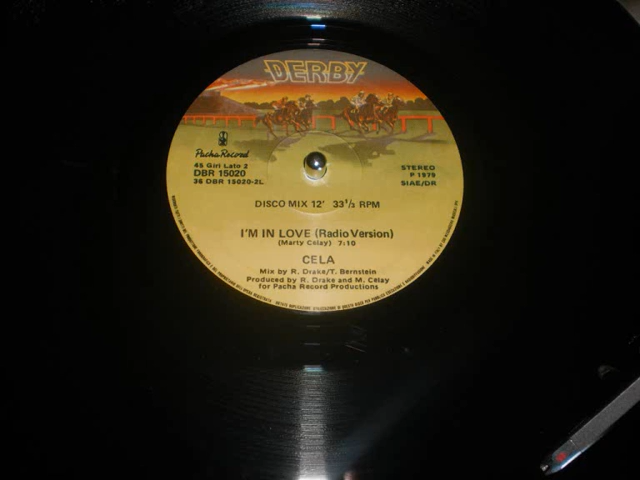 DERBY
Pacha Record
45 Giri Lato 2
DBR 15020
36 DBR 15020-2L
STEREO
P 1979
SIAE/DR
DISCO MIX 12' 33 1/3 RPM
I'M IN LOVE (Radio Version)
(Marty Celay) 7:10
CELA
Mix by R. Drake/T. Bernstein
Produced by R. Drake and M. Celay
for Pacha Record Productions